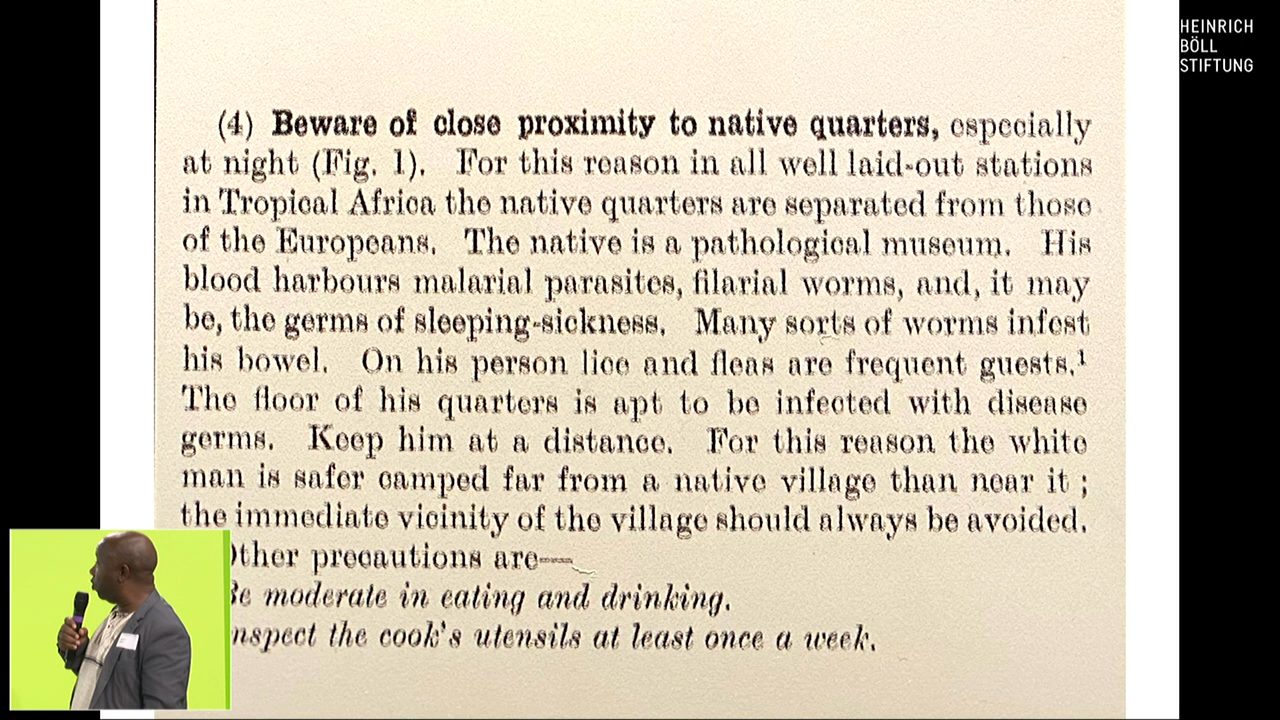 HEINRICH
BÖLL
STIFTUNG
(4) Beware of close proximity to native quarters, especially
at night (Fig. 1). For this reason in all well laid-out stations
in Tropical Africa the native quarters are separated from those
of the Europeans. The native is a pathological museum. His
blood harbours malarial parasites, filarial worms, and, it may
be, the germs of sleeping-sickness. Many sorts of worms infest
his bowel. On his person lice and fleas are frequent guests.¹
The floor of his quarters is apt to be infected with disease
germs. Keep him at a distance. For this reason the white
man is safer camped far from a native village than near it ;
the immediate vicinity of the village should always be avoided.
Other precautions are—
Be moderate in eating and drinking.
nspect the cook's utensils at least once a week.